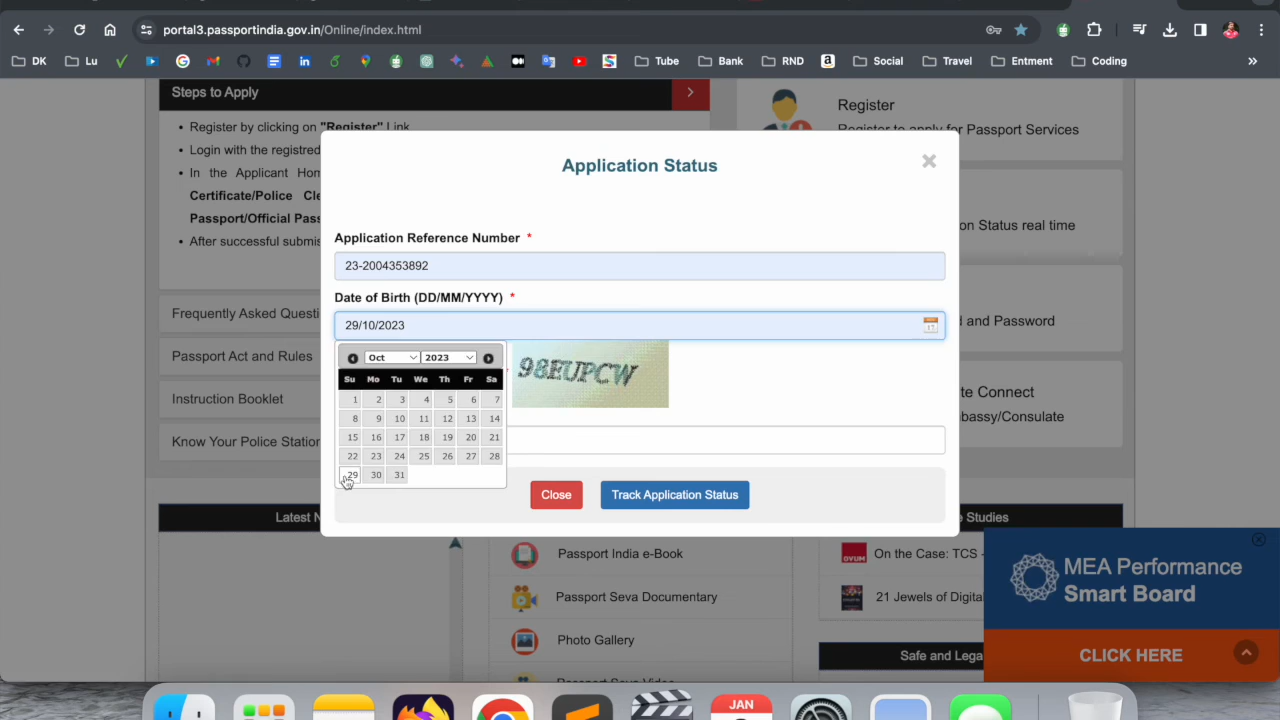 portal3.passportindia.gov.in/Online/index.html
DK
Lu
Tube
Bank
RND
Social
Travel
Entment
Coding
Steps to Apply
Register by clicking on "Register" Link
Login with the registred
In the Applicant Hom
Certificate/Police Cle
Passport/Official Pas
After successful submis
Frequently Asked Questi
Passport Act and Rules
Instruction Booklet
Know Your Police Station
Register
Register to apply for Passport Services
on Status real time
d and Password
te Connect
bassy/Consulate
Application Status
Application Reference Number *
23-2004353892
Date of Birth (DD/MM/YYYY) *
29/10/2023
Oct 2023
Su Mo Tu We Th Fr Sa
1 2 3 4 5 6 7
8 9 10 11 12 13 14
15 16 17 18 19 20 21
22 23 24 25 26 27 28
29 30 31
98EUPCW
Close
Track Application Status
Latest N
e Studies
Passport India e-Book
Passport Seva Documentary
Photo Gallery
On the Case: TCS -
21 Jewels of Digital
Safe and Lega
MEA Performance
Smart Board
CLICK HERE
JAN